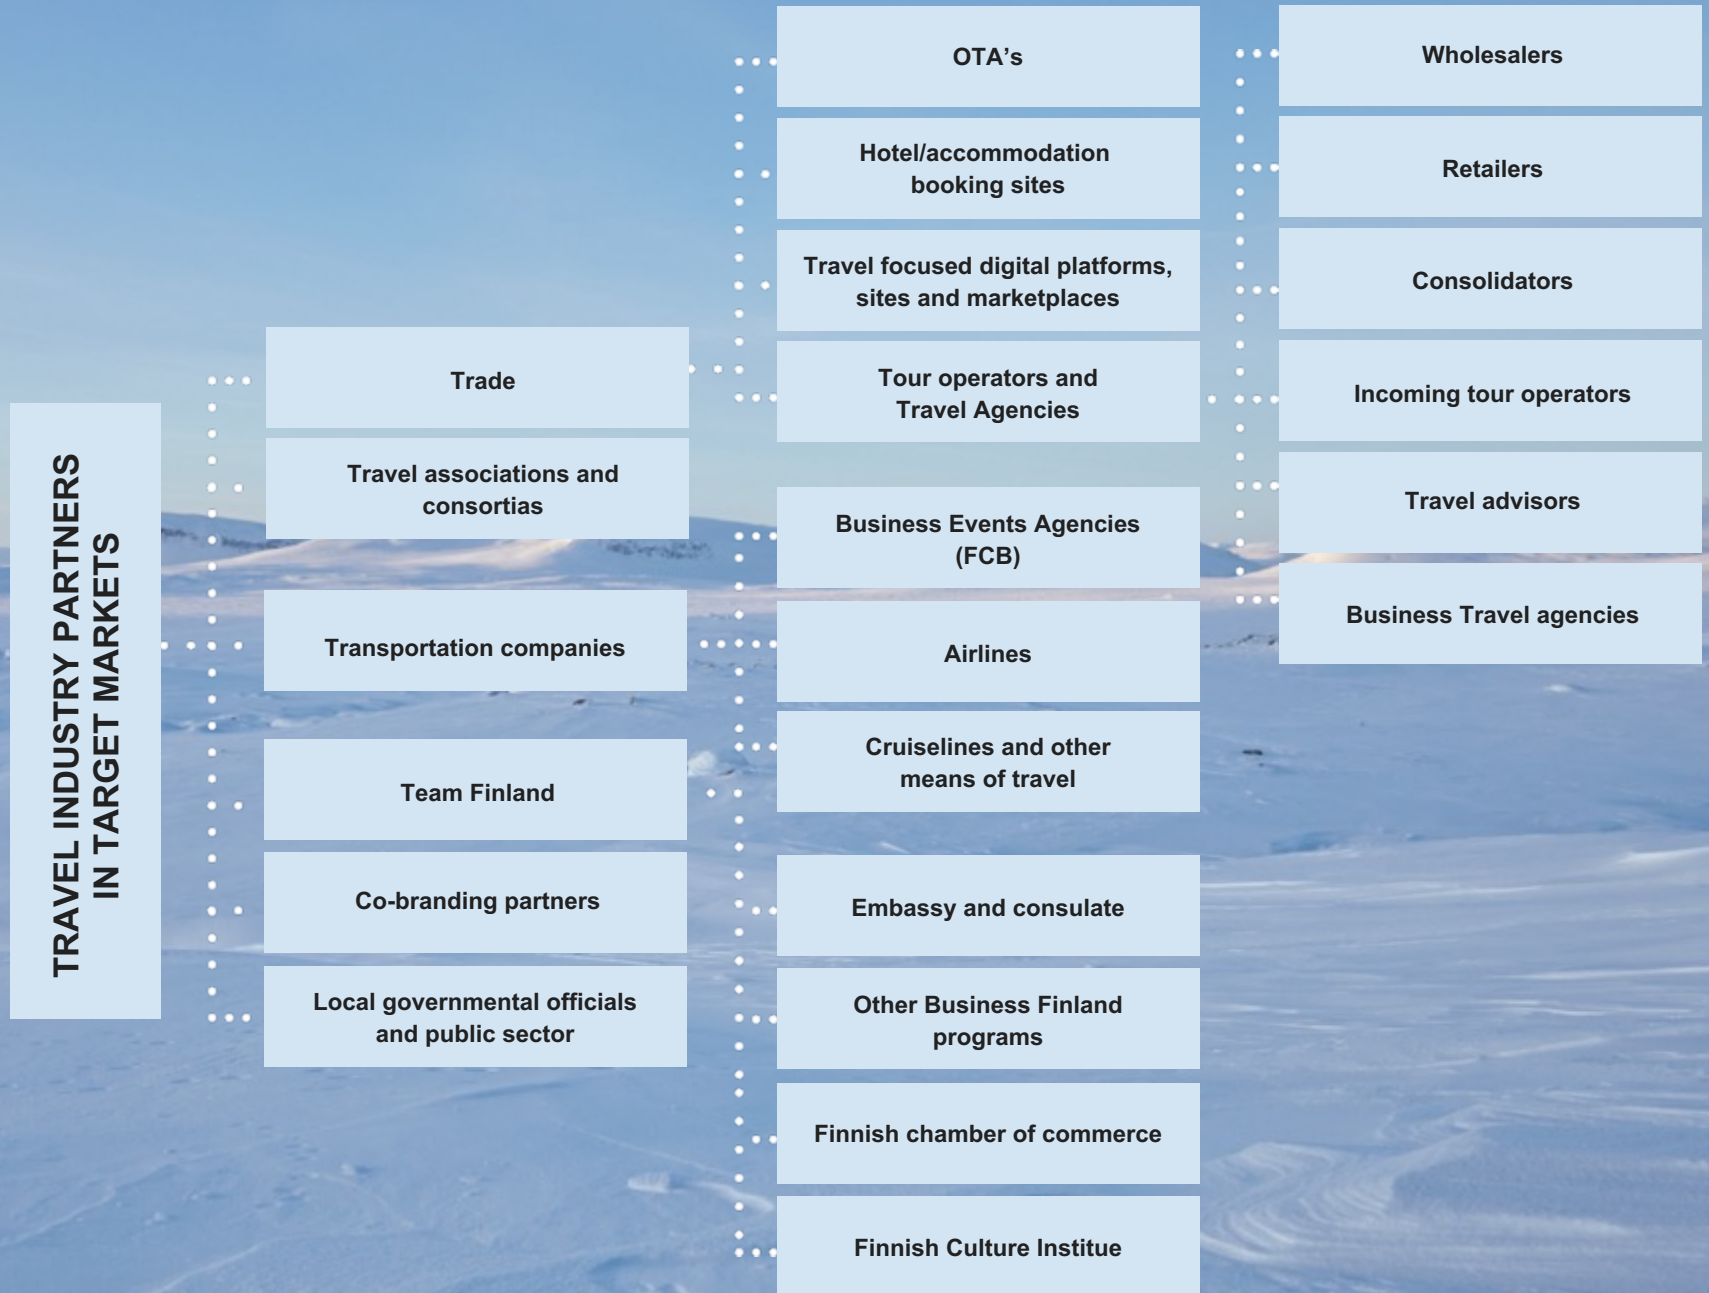 TRAVEL INDUSTRY PARTNERS
IN TARGET MARKETS
Trade
Travel associations and
consortias
Transportation companies
Team Finland
Co-branding partners
Local governmental officials
and public sector
OTA’s
Hotel/accommodation
booking sites
Travel focused digital platforms,
sites and marketplaces
Tour operators and
Travel Agencies
Business Events Agencies
(FCB)
Airlines
Cruiselines and other
means of travel
Embassy and consulate
Other Business Finland
programs
Finnish chamber of commerce
Finnish Culture Institue
Wholesalers
Retailers
Consolidators
Incoming tour operators
Travel advisors
Business Travel agencies